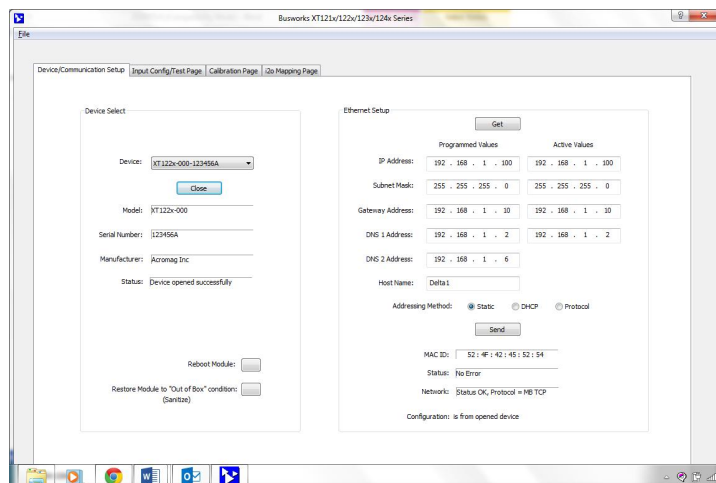 Busworks XT121x/122x/123x/124x Series
File
Device/Communication Setup Input Config/Test Page Calibration Page i2o Mapping Page
Device Select
Device: XT122x-000-123456A
Close
Model: XT122x-000
Serial Number: 123456A
Manufacturer: Acromag Inc
Status: Device opened successfully
Reboot Module:
Restore Module to "Out of Box" condition:
(Sanitize)
Ethernet Setup
Get
Programmed Values Active Values
IP Address: 192 . 168 . 1 . 100 192 . 168 . 1 . 100
Subnet Mask: 255 . 255 . 255 . 0 255 . 255 . 255 . 0
Gateway Address: 192 . 168 . 1 . 10 192 . 168 . 1 . 10
DNS 1 Address: 192 . 168 . 1 . 2 192 . 168 . 1 . 2
DNS 2 Address: 192 . 168 . 1 . 6
Host Name: Delta1
Addressing Method: Static DHCP Protocol
Send
MAC ID: 52 : 4F : 42 : 45 : 52 : 54
Status: No Error
Network: Status OK, Protocol = MB TCP
Configuration: is from opened device